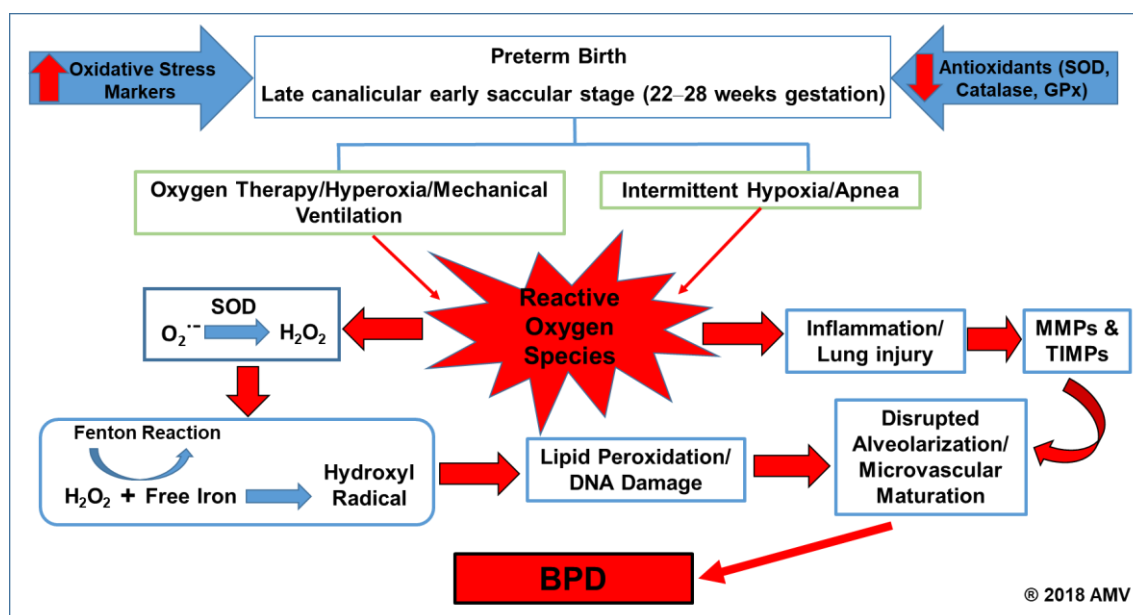 Oxidative Stress
Markers
Preterm Birth
Late canalicular early saccular stage (22–28 weeks gestation)
Antioxidants (SOD,
Catalase, GPx)
Oxygen Therapy/Hyperoxia/Mechanical
Ventilation
Intermittent Hypoxia/Apnea
Reactive
Oxygen
Species
SOD
O₂˙⁻
H₂O₂
Inflammation/
Lung injury
MMPs &
TIMPs
Fenton Reaction
H₂O₂ + Free Iron
Hydroxyl
Radical
Lipid Peroxidation/
DNA Damage
Disrupted
Alveolarization/
Microvascular
Maturation
BPD
® 2018 AMV